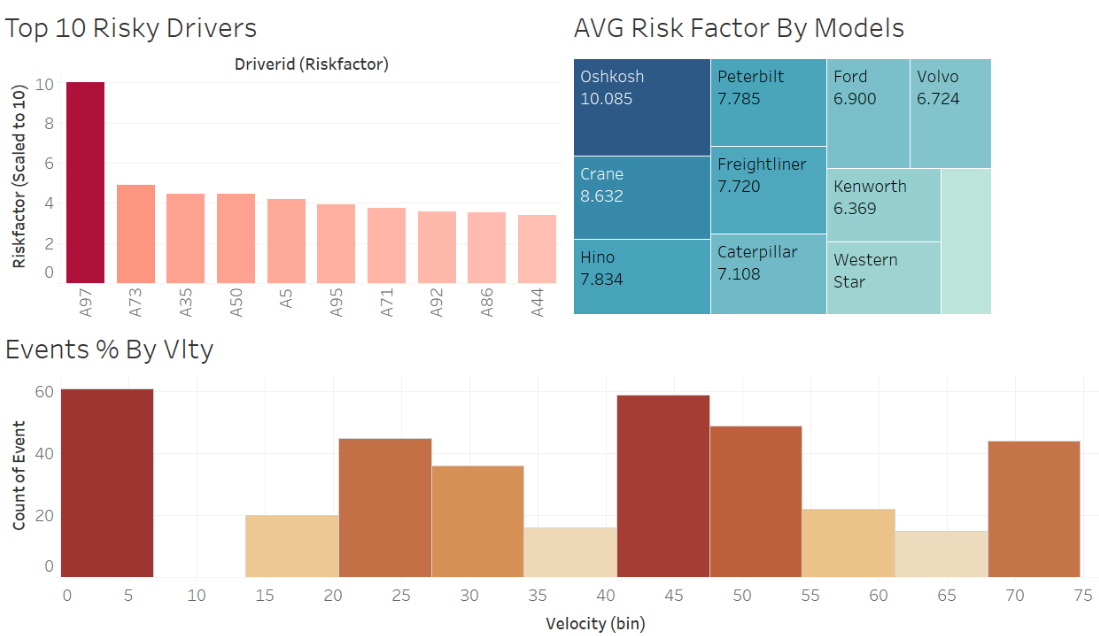 Top 10 Risky Drivers
Driverid (Riskfactor)
Riskfactor (Scaled to 10)
10
8
6
4
2
0
A97
A73
A35
A50
A5
A95
A71
A92
A86
A44
AVG Risk Factor By Models
Oshkosh
10.085
Crane
8.632
Hino
7.834
Peterbilt
7.785
Freightliner
7.720
Caterpillar
7.108
Ford
6.900
Volvo
6.724
Kenworth
6.369
Western
Star
Events % By Vlty
Count of Event
60
40
20
0
0 5 10 15 20 25 30 35 40 45 50 55 60 65 70 75
Velocity (bin)